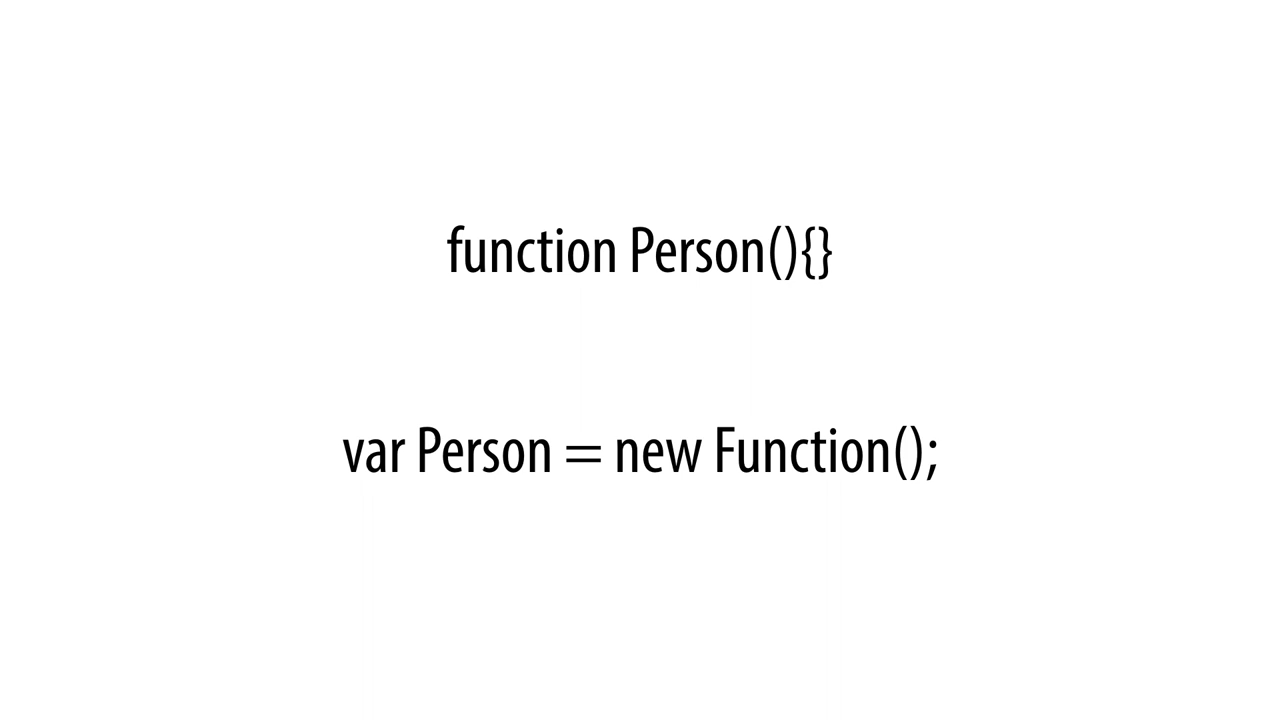 function Person(){}
var Person = new Function();